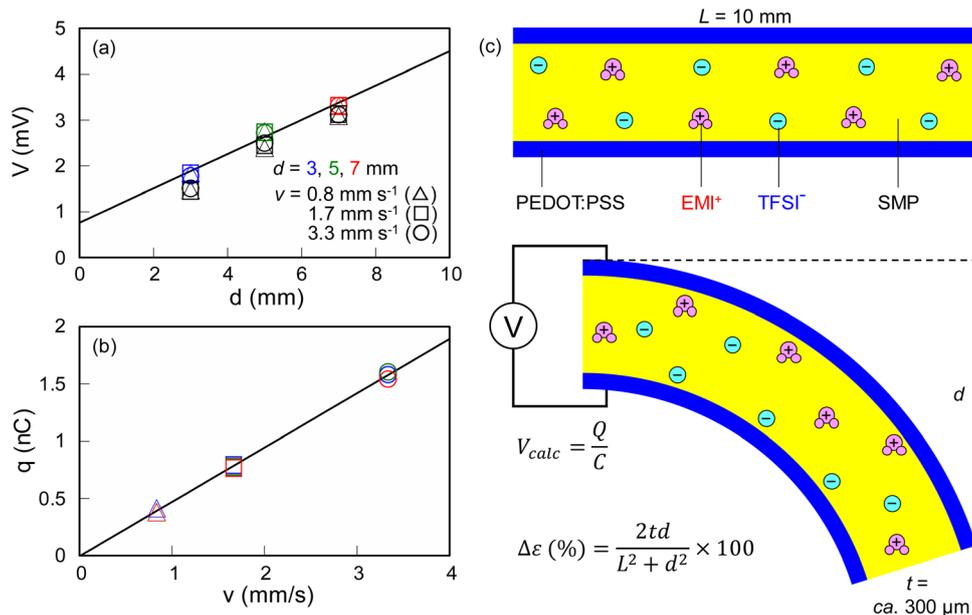 (a)
5
4
3
2
1
0
V (mV)
d = 3, 5, 7 mm
v = 0.8 mm s⁻¹ (△)
1.7 mm s⁻¹ (□)
3.3 mm s⁻¹ (○)
0 2 4 6 8 10
d (mm)
(b)
2
1.5
1
0.5
0
q (nC)
0 1 2 3 4
v (mm/s)
(c)
L = 10 mm
PEDOT:PSS EMI⁺ TFSI⁻ SMP
V
d
V_calc = Q/C
Δε (%) = 2td/(L² + d²) × 100
t =
ca. 300 μm